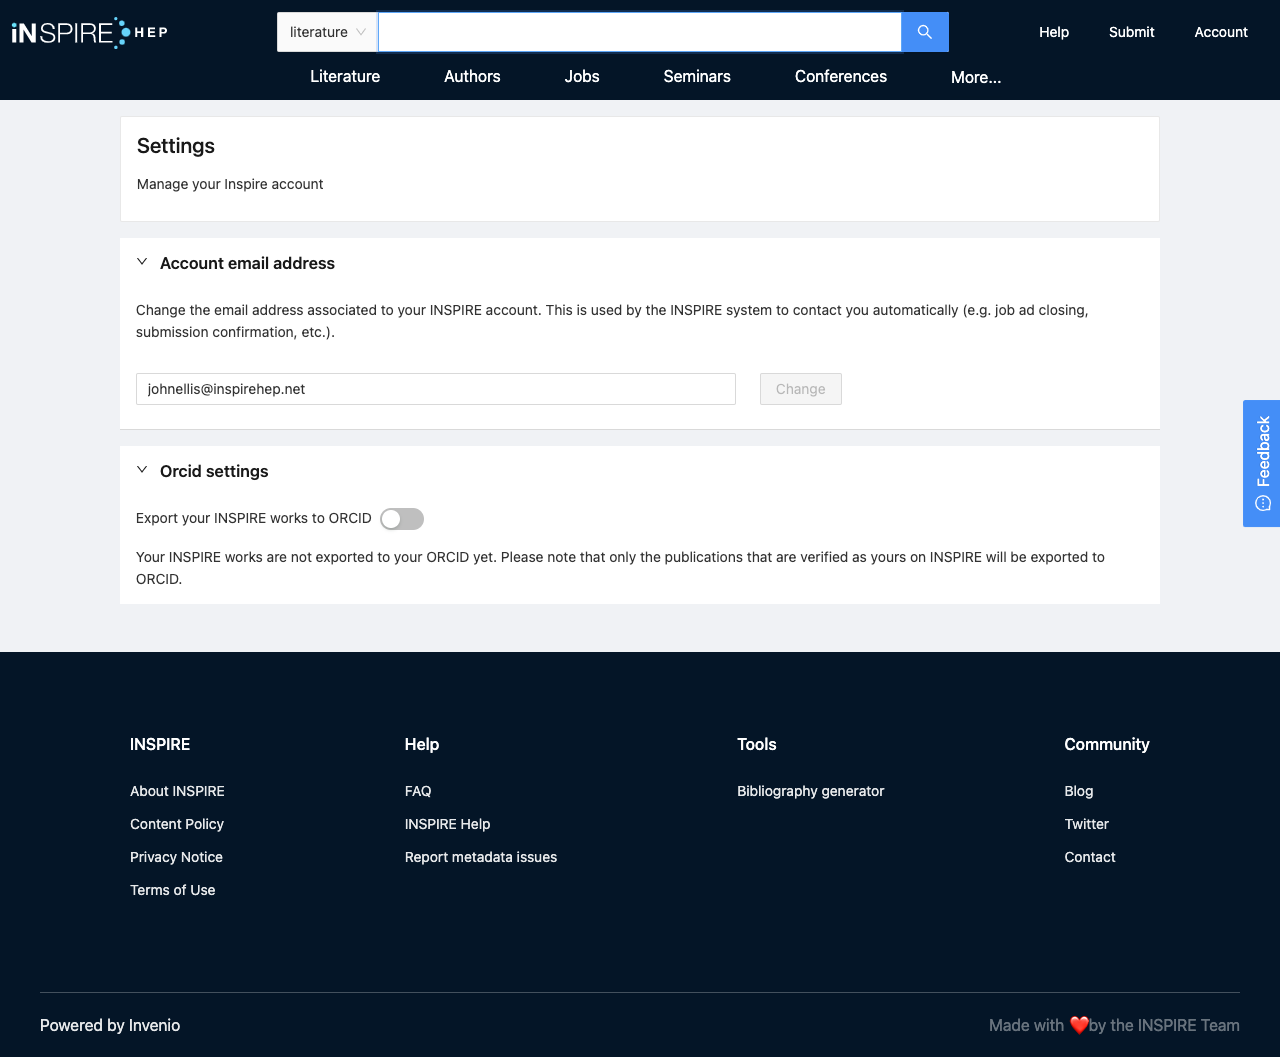 iNSPIRE HEP
literature
Help
Submit
Account
Literature
Authors
Jobs
Seminars
Conferences
More...
Settings
Manage your Inspire account
Account email address
Change the email address associated to your INSPIRE account. This is used by the INSPIRE system to contact you automatically (e.g. job ad closing,
submission confirmation, etc.).
johnellis@inspirehep.net
Change
Feedback
Orcid settings
Export your INSPIRE works to ORCID
Your INSPIRE works are not exported to your ORCID yet. Please note that only the publications that are verified as yours on INSPIRE will be exported to
ORCID.
INSPIRE
About INSPIRE
Content Policy
Privacy Notice
Terms of Use
Help
FAQ
INSPIRE Help
Report metadata issues
Tools
Bibliography generator
Community
Blog
Twitter
Contact
Powered by Invenio
Made with ❤️by the INSPIRE Team